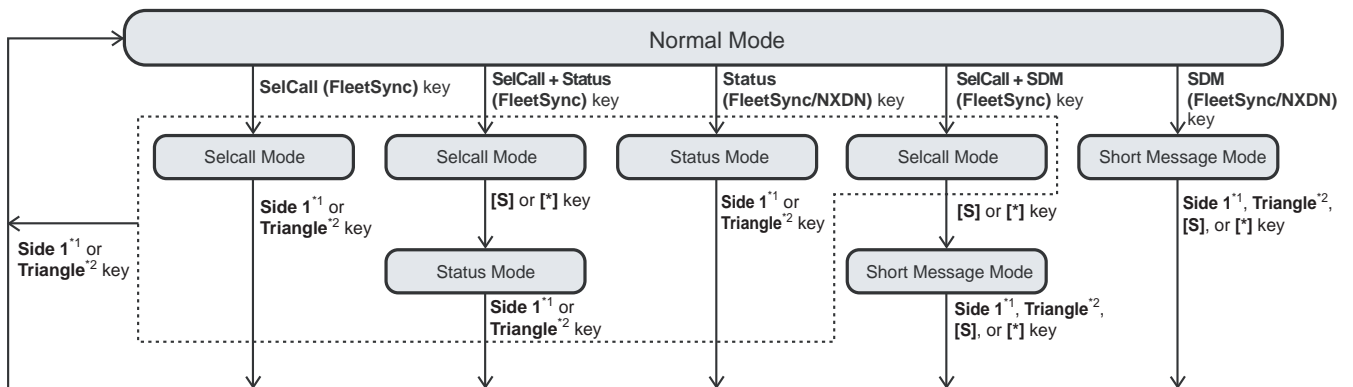 Normal Mode
SelCall (FleetSync) key
SelCall + Status
(FleetSync) key
Status
(FleetSync/NXDN) key
SelCall + SDM
(FleetSync) key
SDM
(FleetSync/NXDN)
key
Selcall Mode
Selcall Mode
Status Mode
Selcall Mode
Short Message Mode
Side 1*1 or
Triangle*2 key
Side 1*1 or
Triangle*2 key
[S] or [*] key
Side 1*1 or
Triangle*2 key
[S] or [*] key
Side 1*1, Triangle*2,
[S], or [*] key
Status Mode
Short Message Mode
Side 1*1 or
Triangle*2 key
Side 1*1, Triangle*2,
[S], or [*] key